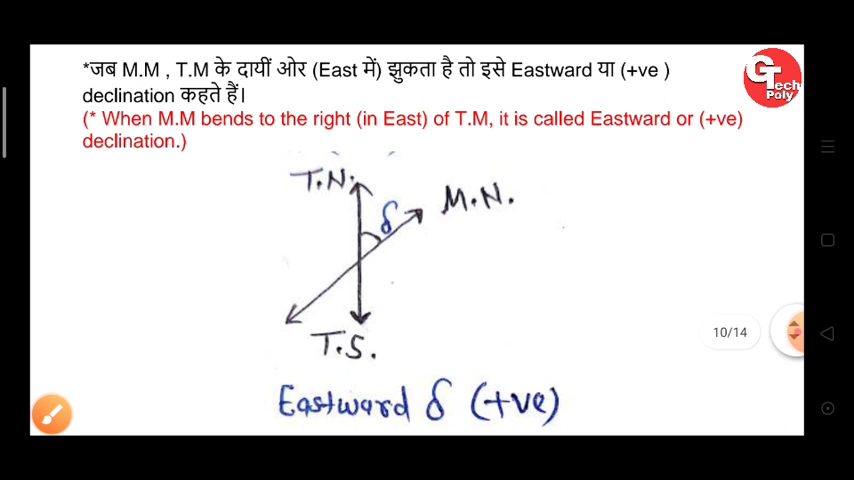 *जब M.M , T.M के दायीं ओर (East में) झुकता है तो इसे Eastward या (+ve )
declination कहते हैं।
(* When M.M bends to the right (in East) of T.M, it is called Eastward or (+ve)
declination.)
GTech
Poly
T.N.
M.N.
δ
T.S.
10/14
Eastward δ (+ve)